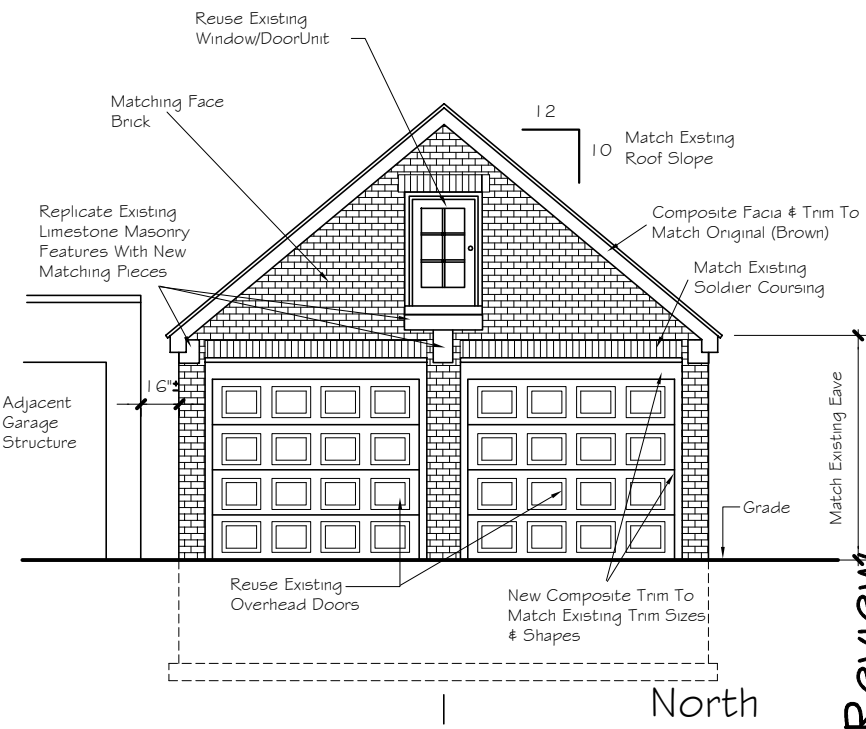 Reuse Existing
Window/DoorUnit
Matching Face
Brick
12
10
Match Exsting
Roof Slope
Replicate Existing
Limestone Masonry
Features With New
Matching Pieces
Composite Facia & Trim To
Match Original (Brown)
Match Existing
Soldier Coursing
16"±
Adjacent
Garage
Structure
Match Existing Eave
Grade
Reuse Existing
Overhead Doors
New Composite Trim To
Match Existing Trim Sizes
& Shapes
North
Review